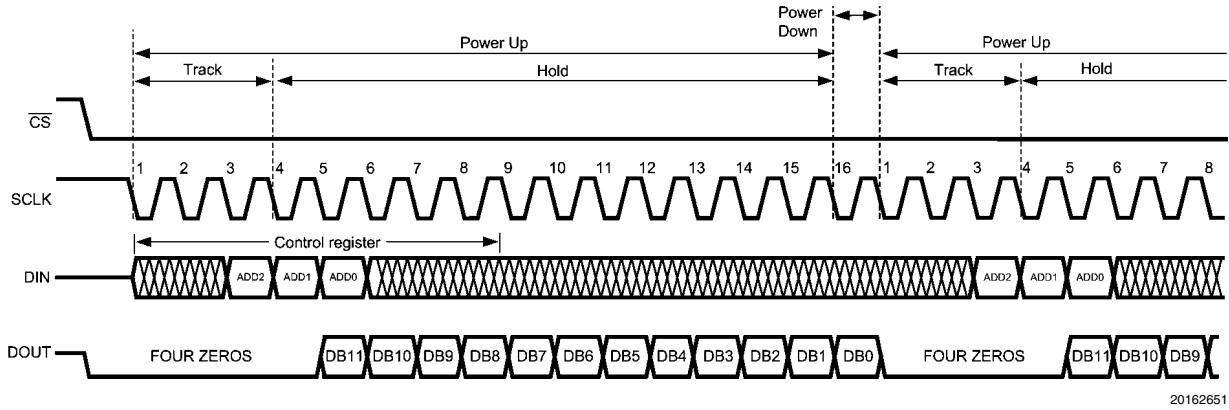 Power
Down
Power Up
Power Up
Track
Hold
Track
Hold
CS
1 2 3 4 5 6 7 8 9 10 11 12 13 14 15 16 1 2 3 4 5 6 7 8
SCLK
Control register
DIN ADD2 ADD1 ADD0 ADD2 ADD1 ADD0
DOUT FOUR ZEROS DB11 DB10 DB9 DB8 DB7 DB6 DB5 DB4 DB3 DB2 DB1 DB0 FOUR ZEROS DB11 DB10 DB9
20162651